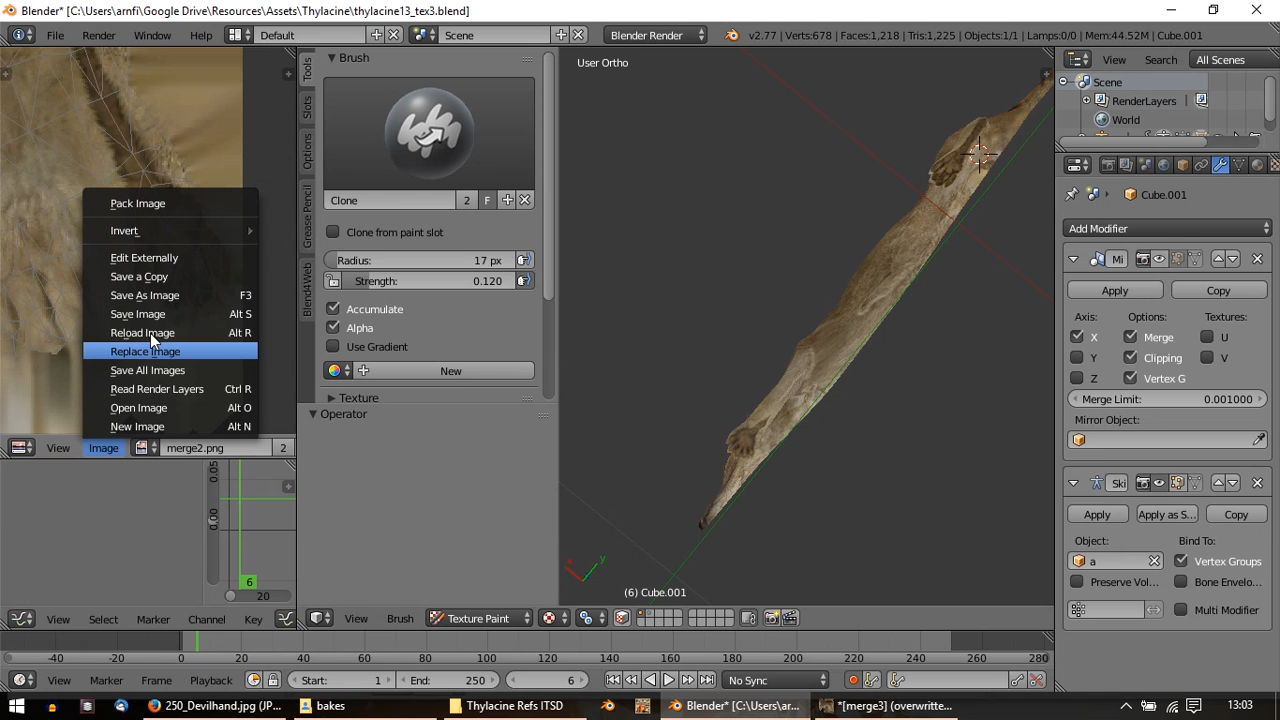 Blender* [C:\Users\arnfi\Google Drive\Resources\Assets\Thylacine\thylacine13_tex3.blend]
File Render Window Help Default Scene Blender Render v2.77 | Verts:678 | Faces:1,218 | Tris:1,225 | Objects:1/1 | Lamps:0/0 | Mem:44.52M | Cube.001
View Search All Scenes
Scene
RenderLayers
World
Cube.001
Add Modifier
Mi
Apply Copy
Axis: Options: Textures:
X Merge U
Y Clipping V
Z Vertex G
Merge Limit: 0.001000
Mirror Object:
Ski
Apply Apply as S... Copy
Object: Bind To:
a Vertex Groups
Preserve Vol... Bone Envelo...
Multi Modifier
Tools
Slots
Options
Grease Pencil
Blend4Web
Brush
Clone 2 F
Clone from paint slot
Radius: 17 px
Strength: 0.120
Accumulate
Alpha
Use Gradient
New
Texture
Operator
User Ortho
x y
(6) Cube.001
Pack Image
Invert
Edit Externally
Save a Copy
Save As Image F3
Save Image Alt S
Reload Image Alt R
Replace Image
Save All Images
Read Render Layers Ctrl R
Open Image Alt O
New Image Alt N
View Image merge2.png 2
0.05
0.00
6
20
View Select Marker Channel Key
View Brush Texture Paint
-40 -20 0 20 40 60 80 100 120 140 160 180 200 220 240 260 280
View Marker Frame Playback Start: 1 End: 250 6 No Sync
250_Devilhand.jpg (JP... bakes Thylacine Refs ITSD Blender* [C:\Users\ar... *[merge3] (overwritte... 13:03